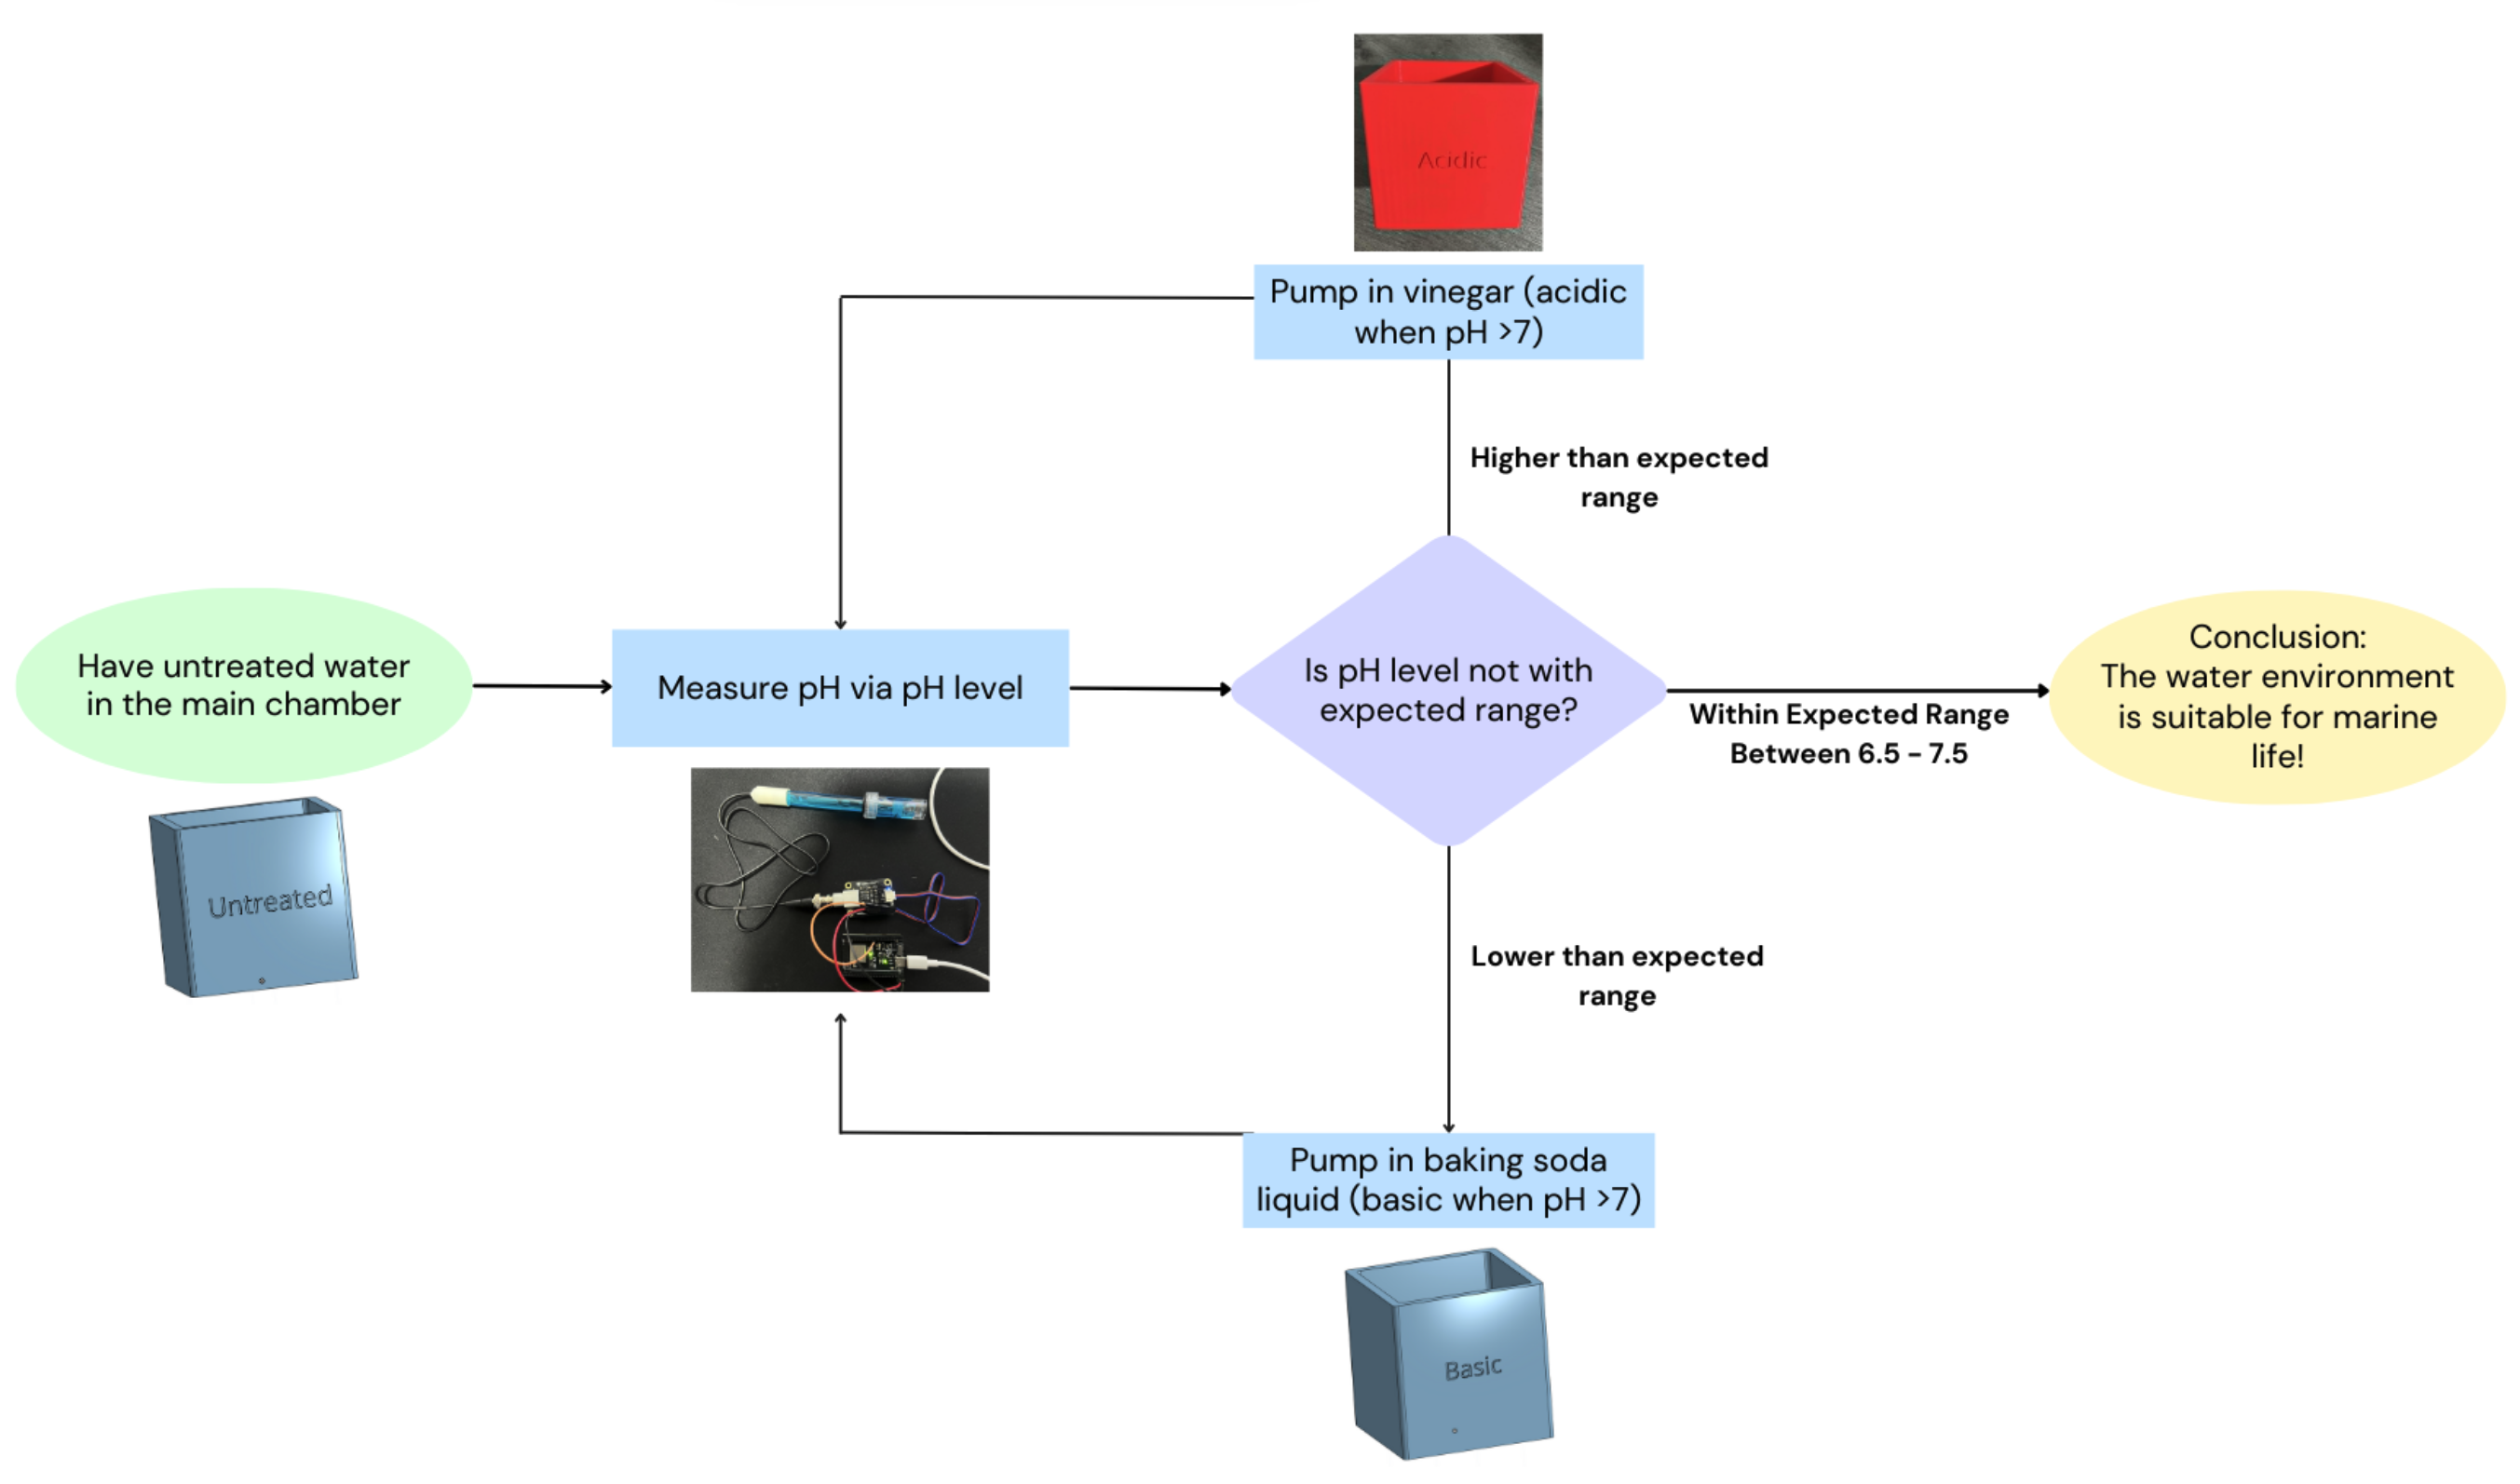 Acidic
Pump in vinegar (acidic
when pH >7)
Higher than expected
range
Have untreated water
in the main chamber
Untreated
Measure pH via pH level
Is pH level not with
expected range?
Within Expected Range
Between 6.5 - 7.5
Conclusion:
The water environment
is suitable for marine
life!
Lower than expected
range
Pump in baking soda
liquid (basic when pH >7)
Basic